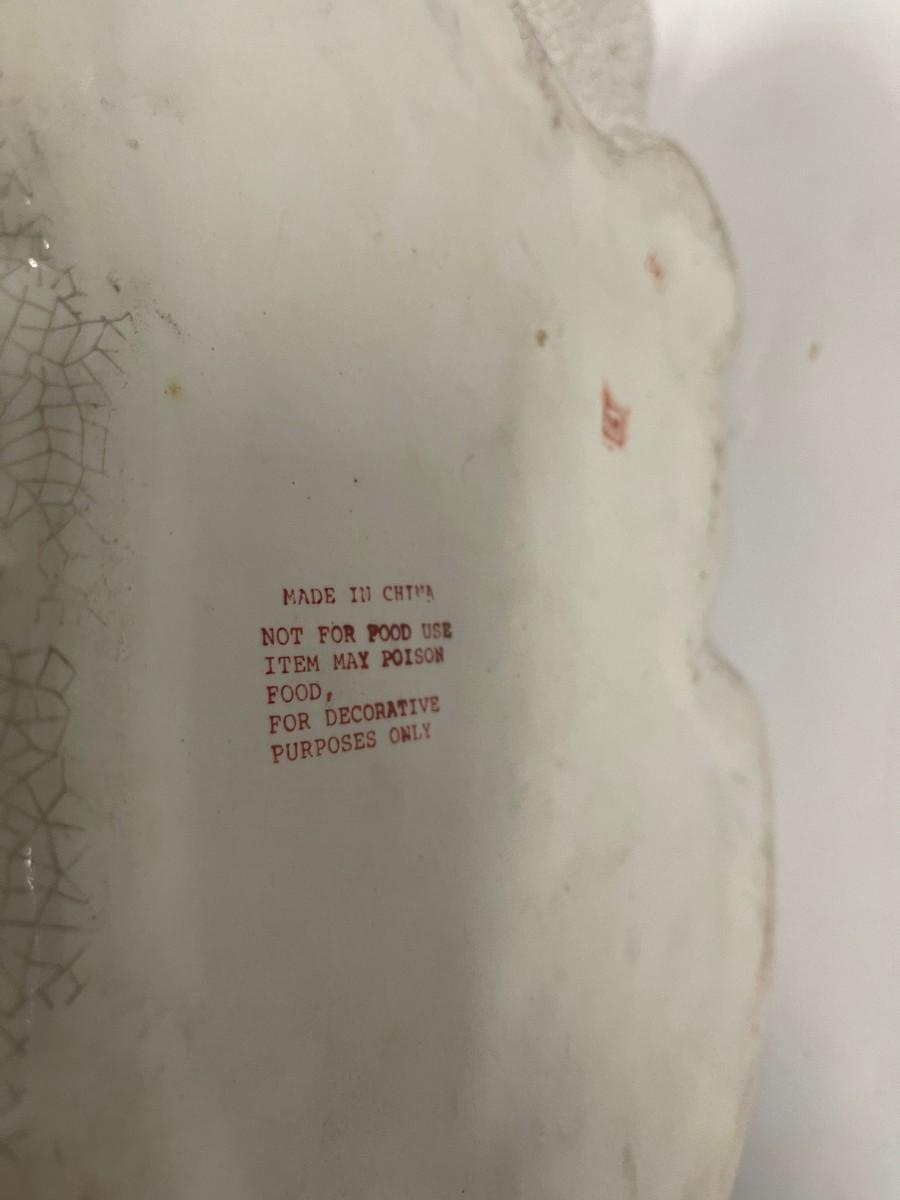 MADE IN CHINA
NOT FOR FOOD USE
ITEM MAY POISON
FOOD,
FOR DECORATIVE
PURPOSES ONLY